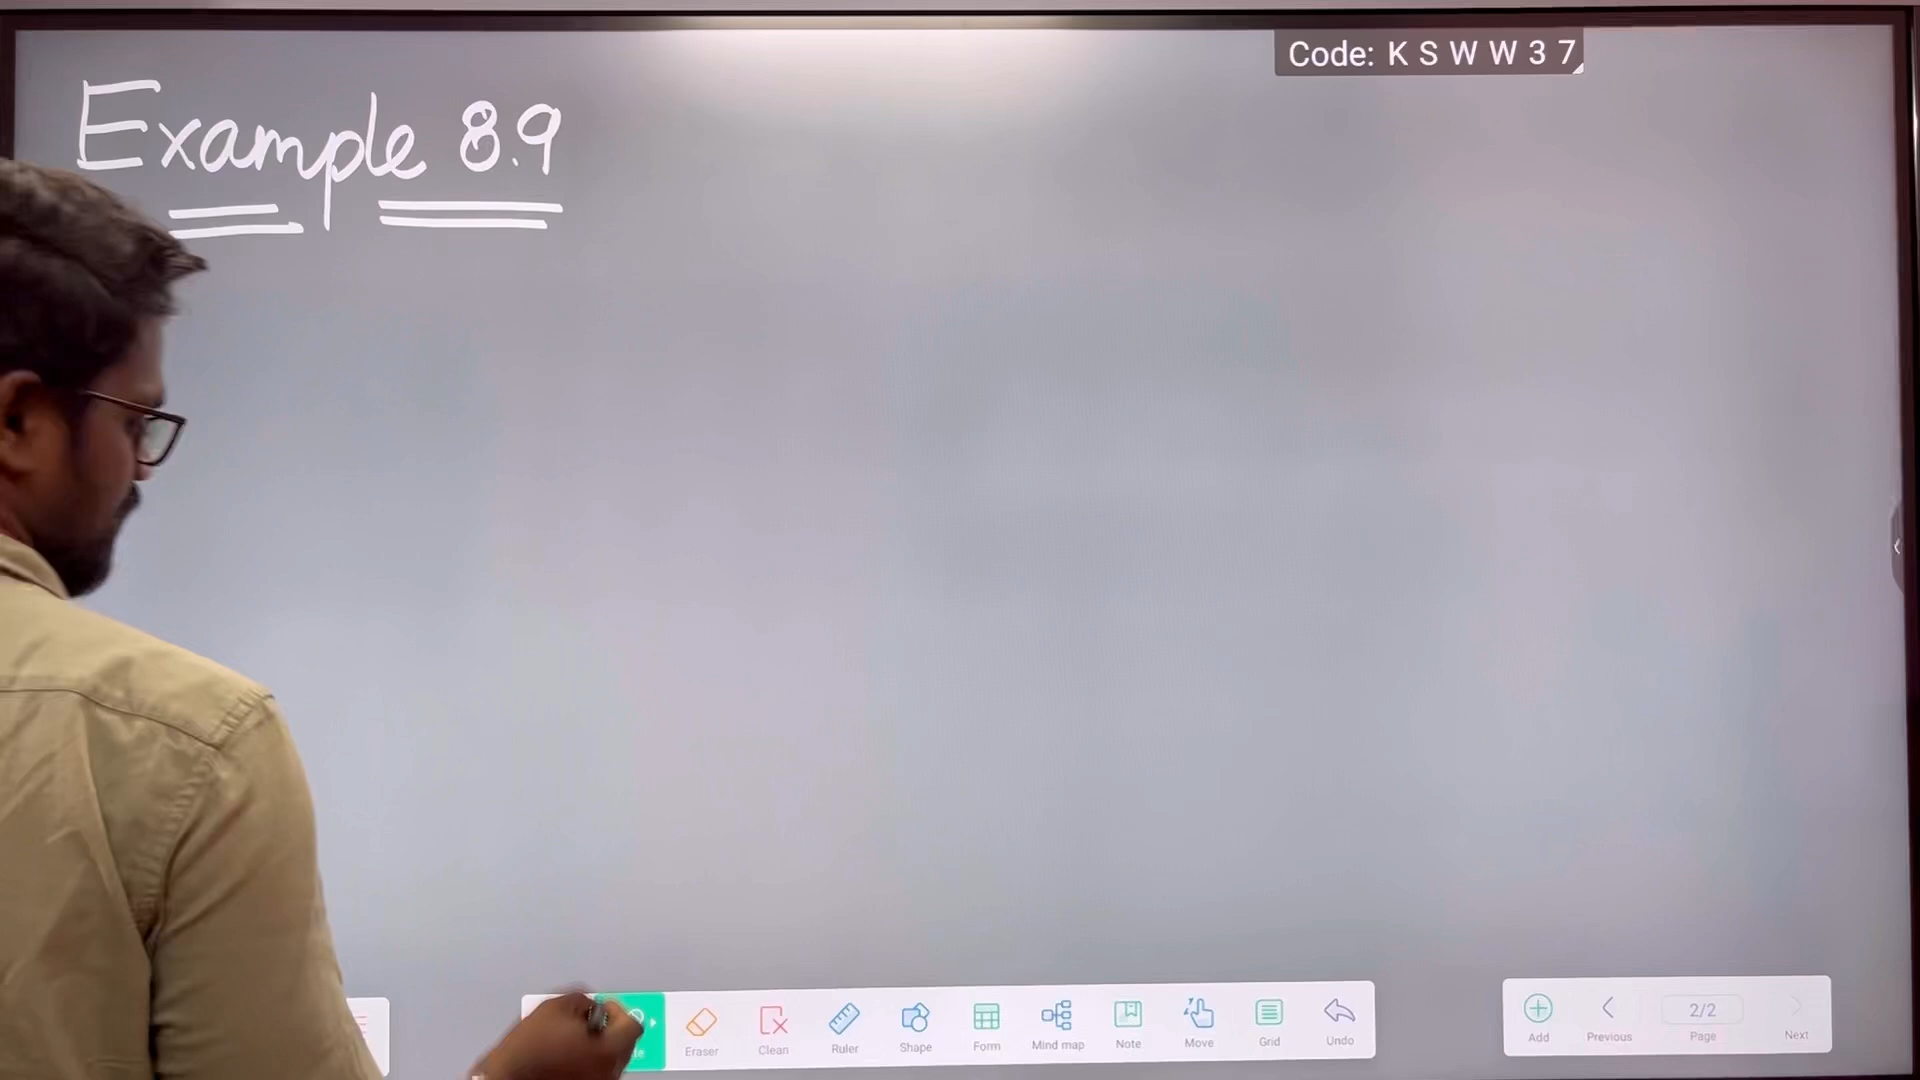 Code: K S W W 3 7
Example 8.9
Eraser
Clean
Ruler
Shape
Form
Mind map
Note
Move
Grid
Undo
Add
Previous
2/2
Page
Next